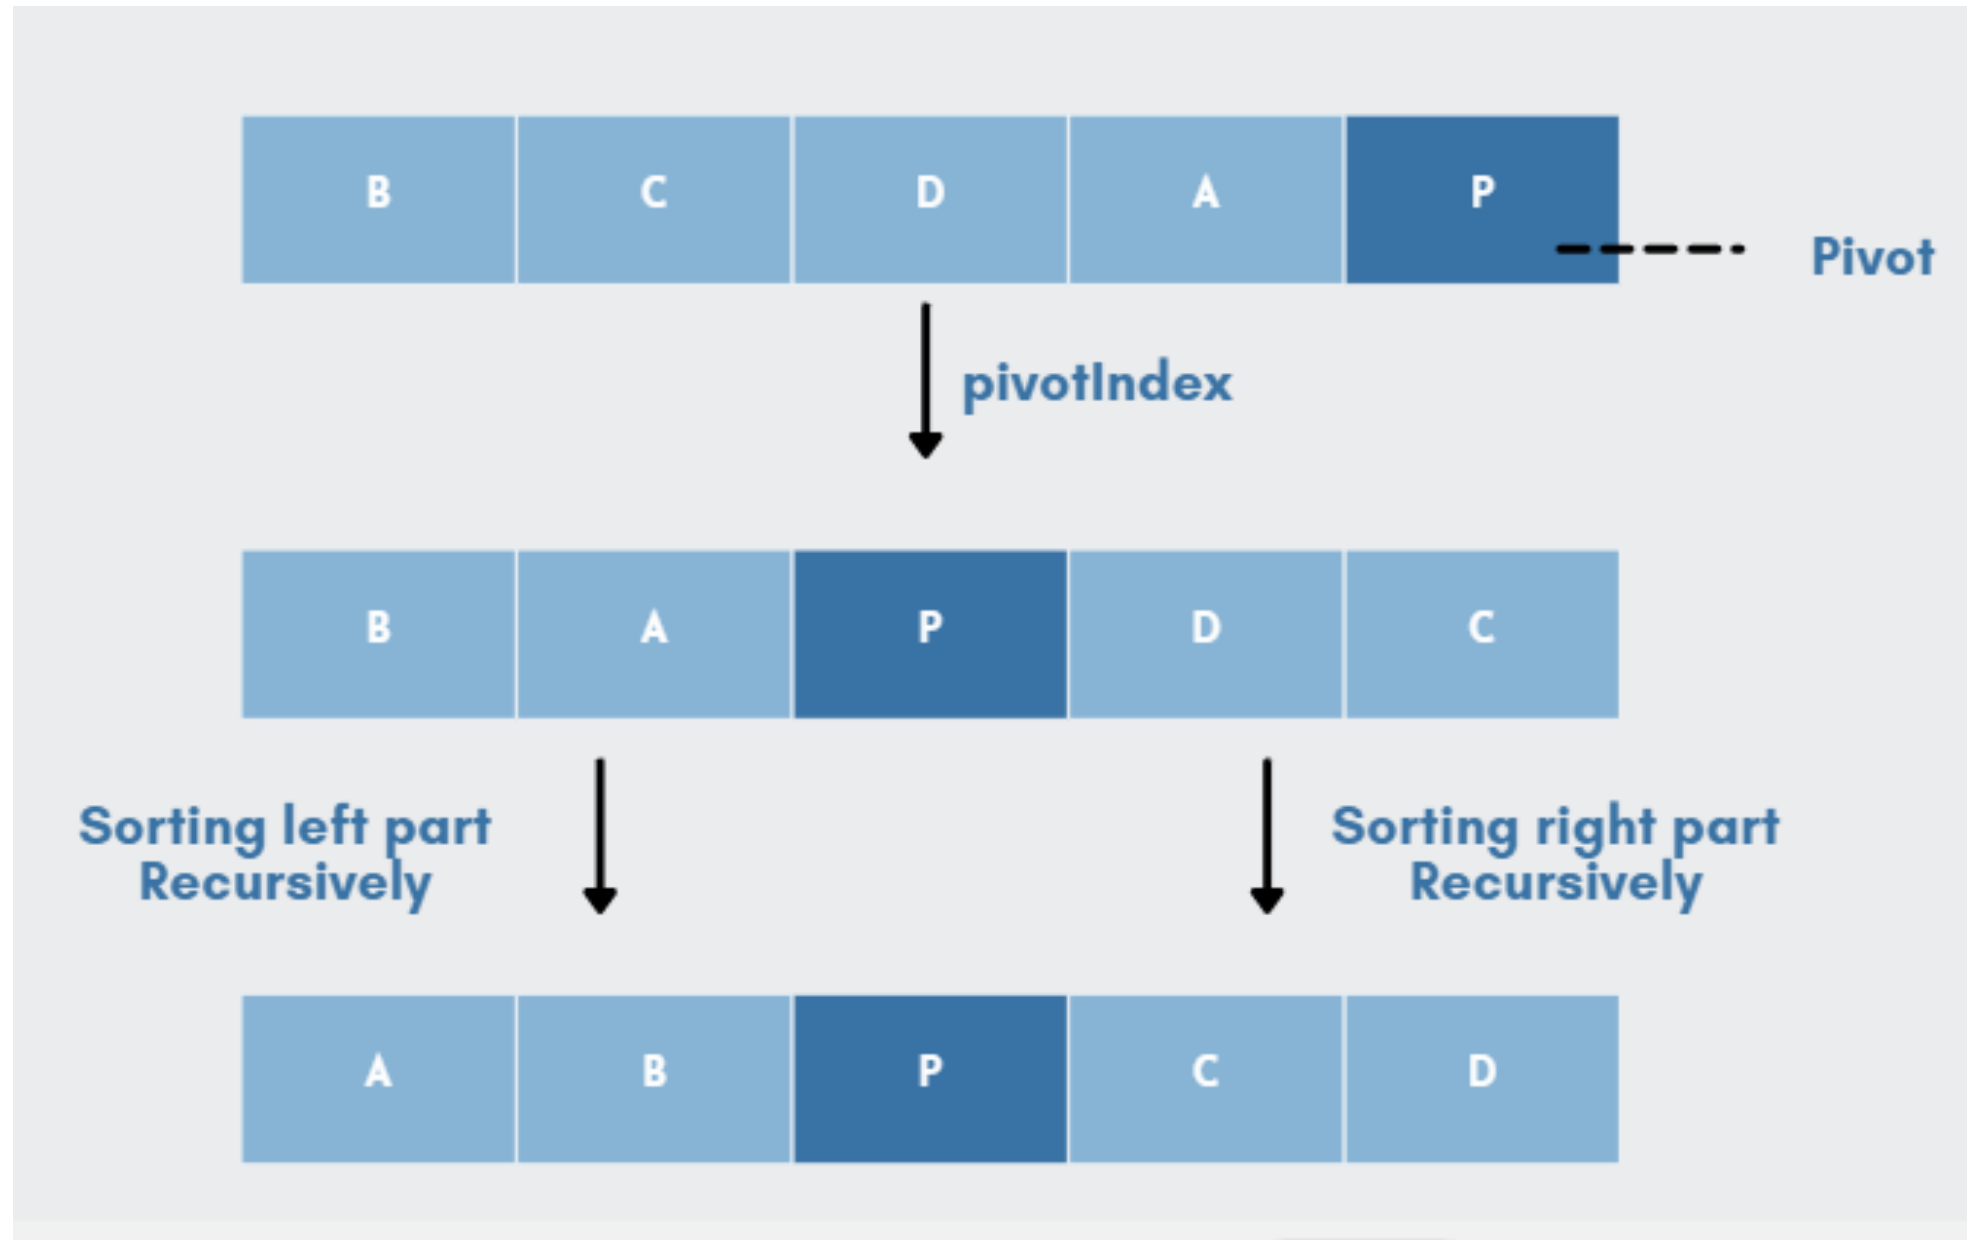 B C D A P
Pivot
pivotIndex
B A P D C
Sorting left part
Recursively
Sorting right part
Recursively
A B P C D